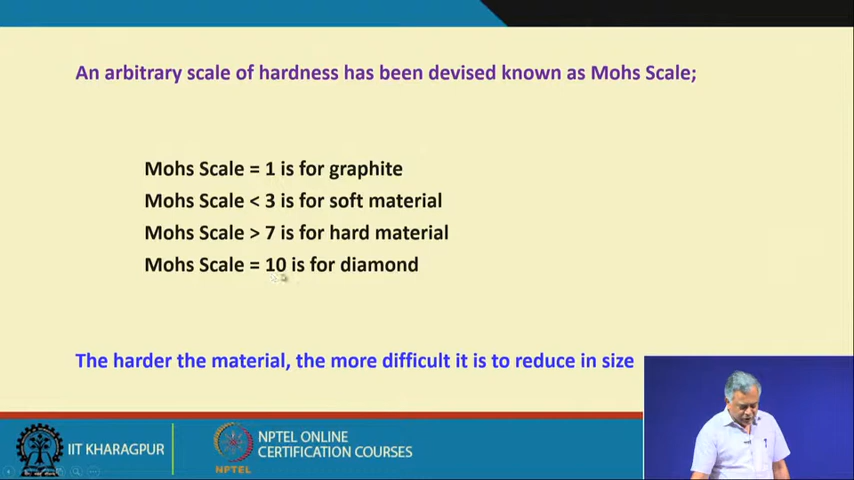 An arbitrary scale of hardness has been devised known as Mohs Scale;
Mohs Scale = 1 is for graphite
Mohs Scale < 3 is for soft material
Mohs Scale > 7 is for hard material
Mohs Scale = 10 is for diamond
The harder the material, the more difficult it is to reduce in size
IIT KHARAGPUR
NPTEL
NPTEL ONLINE
CERTIFICATION COURSES